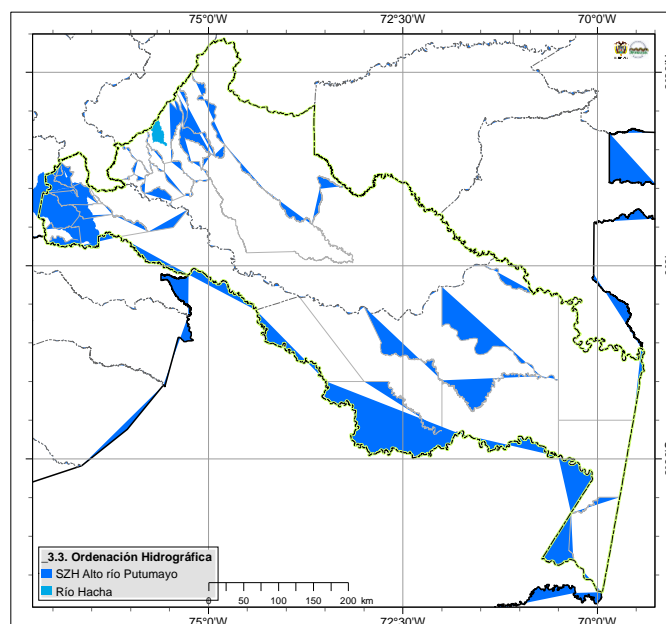 75°0'W
72°30'W
70°0'W
_3.3. Ordenación Hidrográfica
SZH Alto río Putumayo
Río Hacha
0 50 100 150 200 km
75°0'W
72°30'W
70°0'W